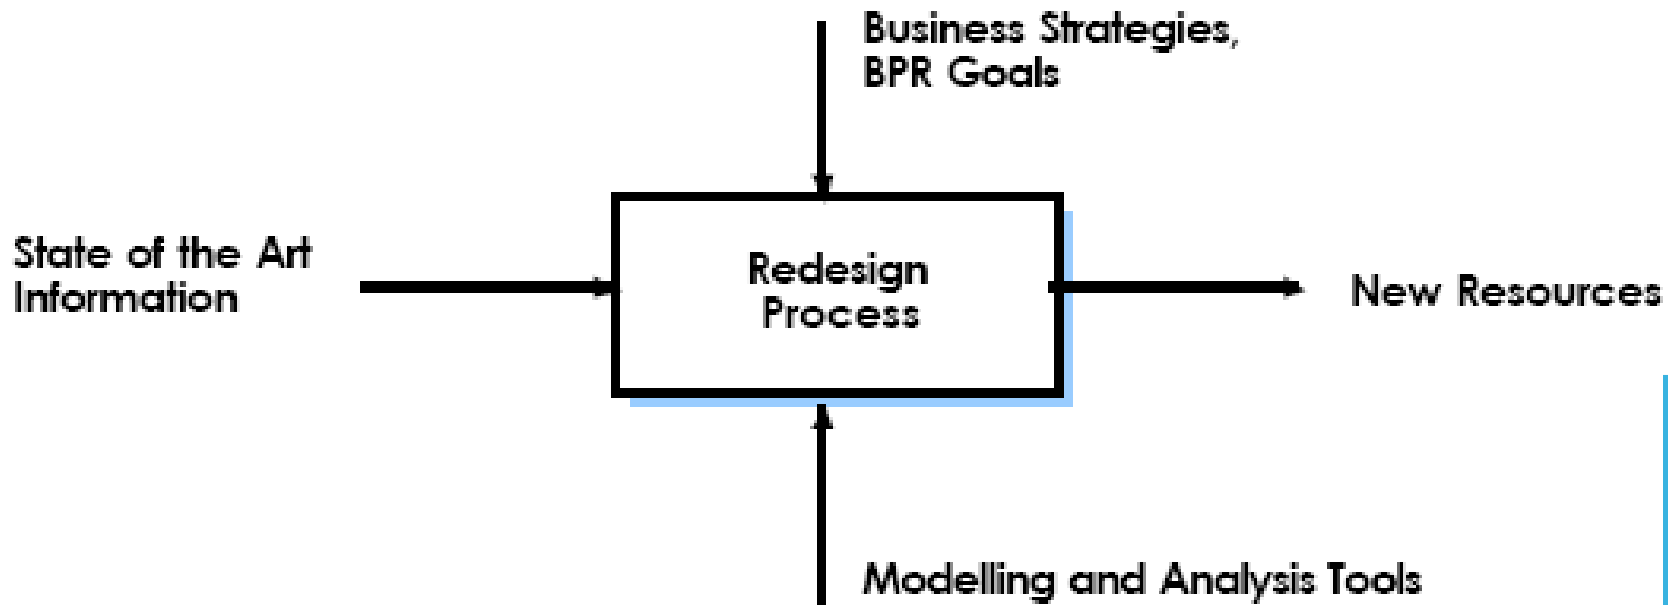 Business Strategies,
BPR Goals
State of the Art
Information
Redesign
Process
New Resources
Modelling and Analysis Tools